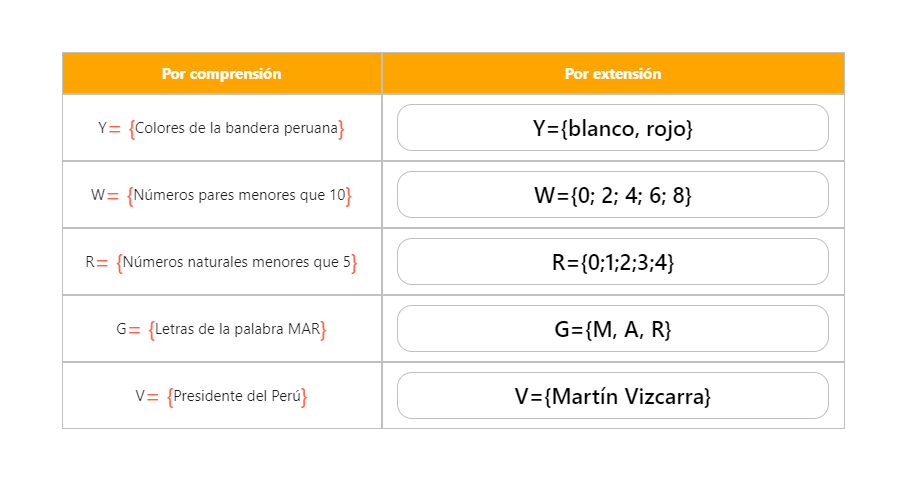 Por comprensión Por extensión
Y= {Colores de la bandera peruana} Y={blanco, rojo}
W= {Números pares menores que 10} W={0; 2; 4; 6; 8}
R= {Números naturales menores que 5} R={0;1;2;3;4}
G= {Letras de la palabra MAR} G={M, A, R}
V= {Presidente del Perú} V={Martín Vizcarra}